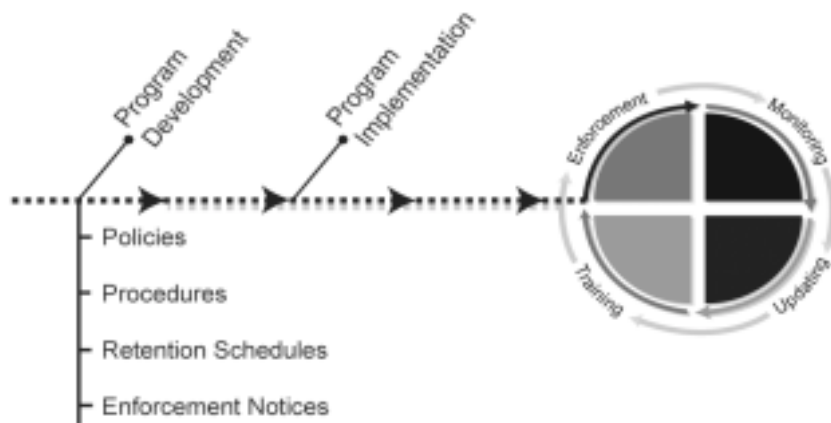 Program
Development
Program
Implementation
Policies
Procedures
Retention Schedules
Enforcement Notices
Enforcement
Monitoring
Updating
Training